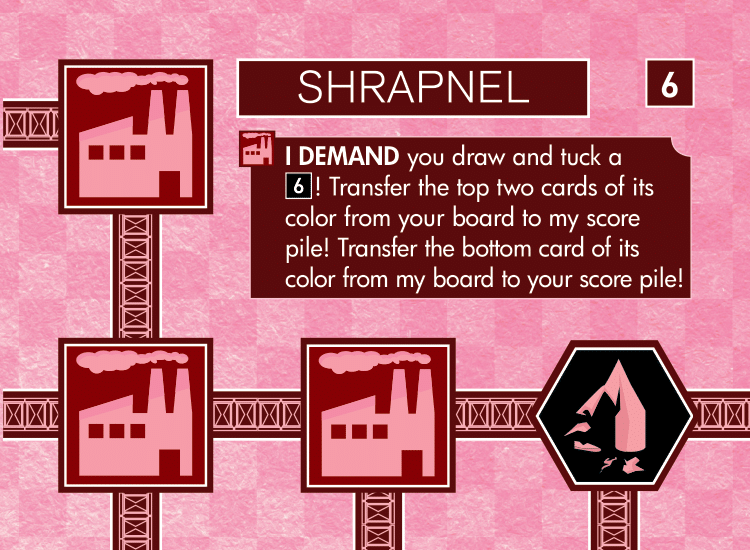 SHRAPNEL
6
I DEMAND you draw and tuck a
6! Transfer the top two cards of its
color from your board to my score
pile! Transfer the bottom card of its
color from my board to your score pile!